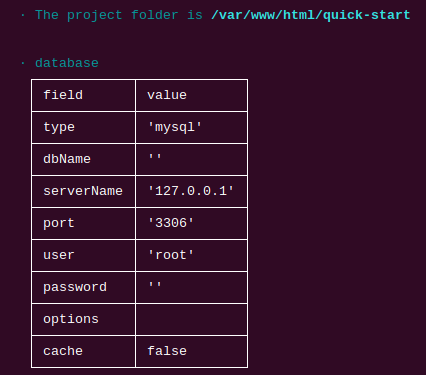 · The project folder is /var/www/html/quick-start
· database
field value
type 'mysql'
dbName ''
serverName '127.0.0.1'
port '3306'
user 'root'
password ''
options
cache false